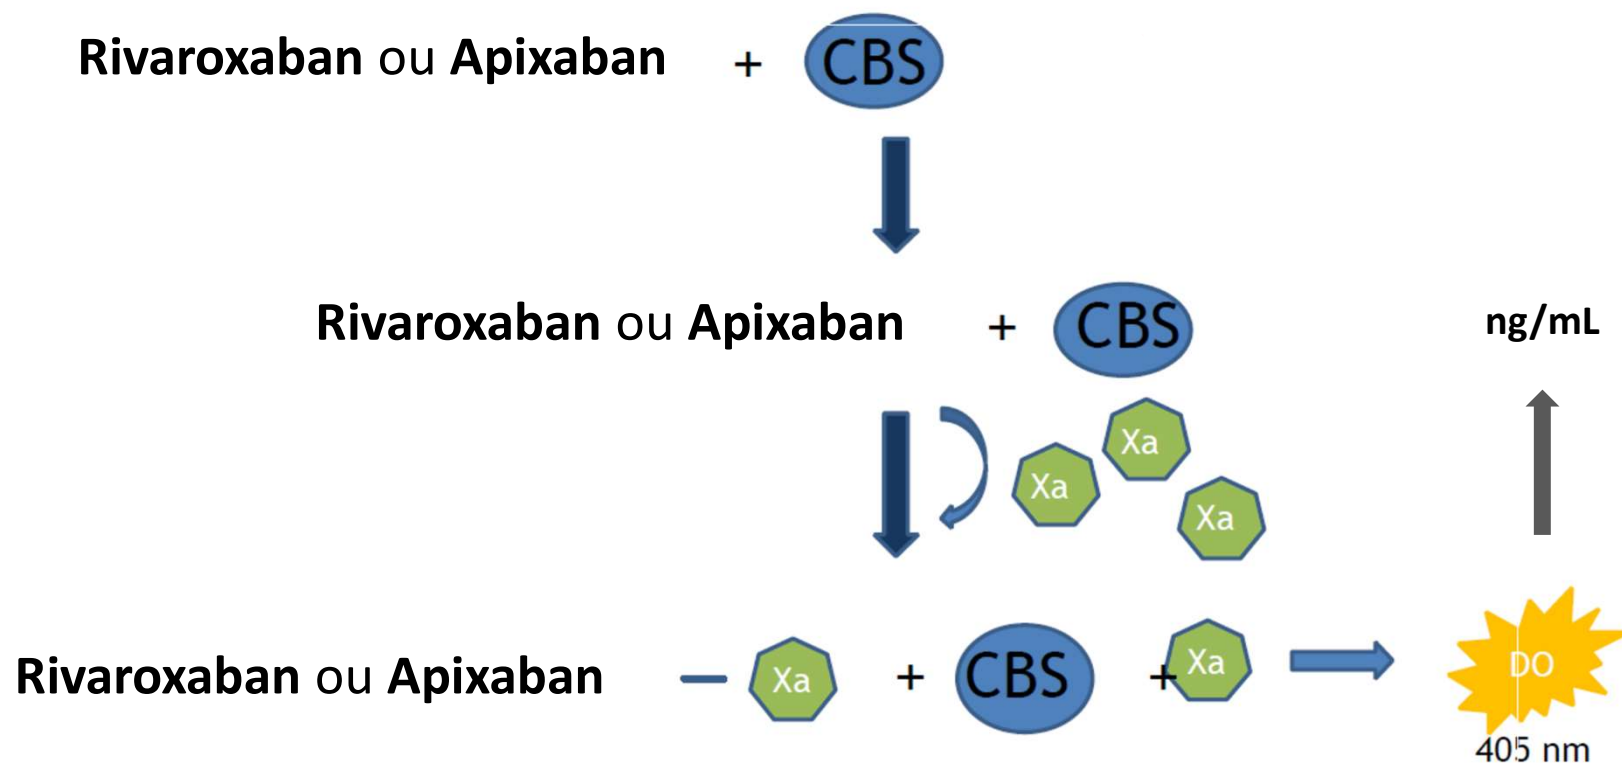 Rivaroxaban ou Apixaban + CBS
Rivaroxaban ou Apixaban + CBS
ng/mL
Xa
Xa
Xa
Rivaroxaban ou Apixaban — Xa + CBS + Xa
DO
405 nm